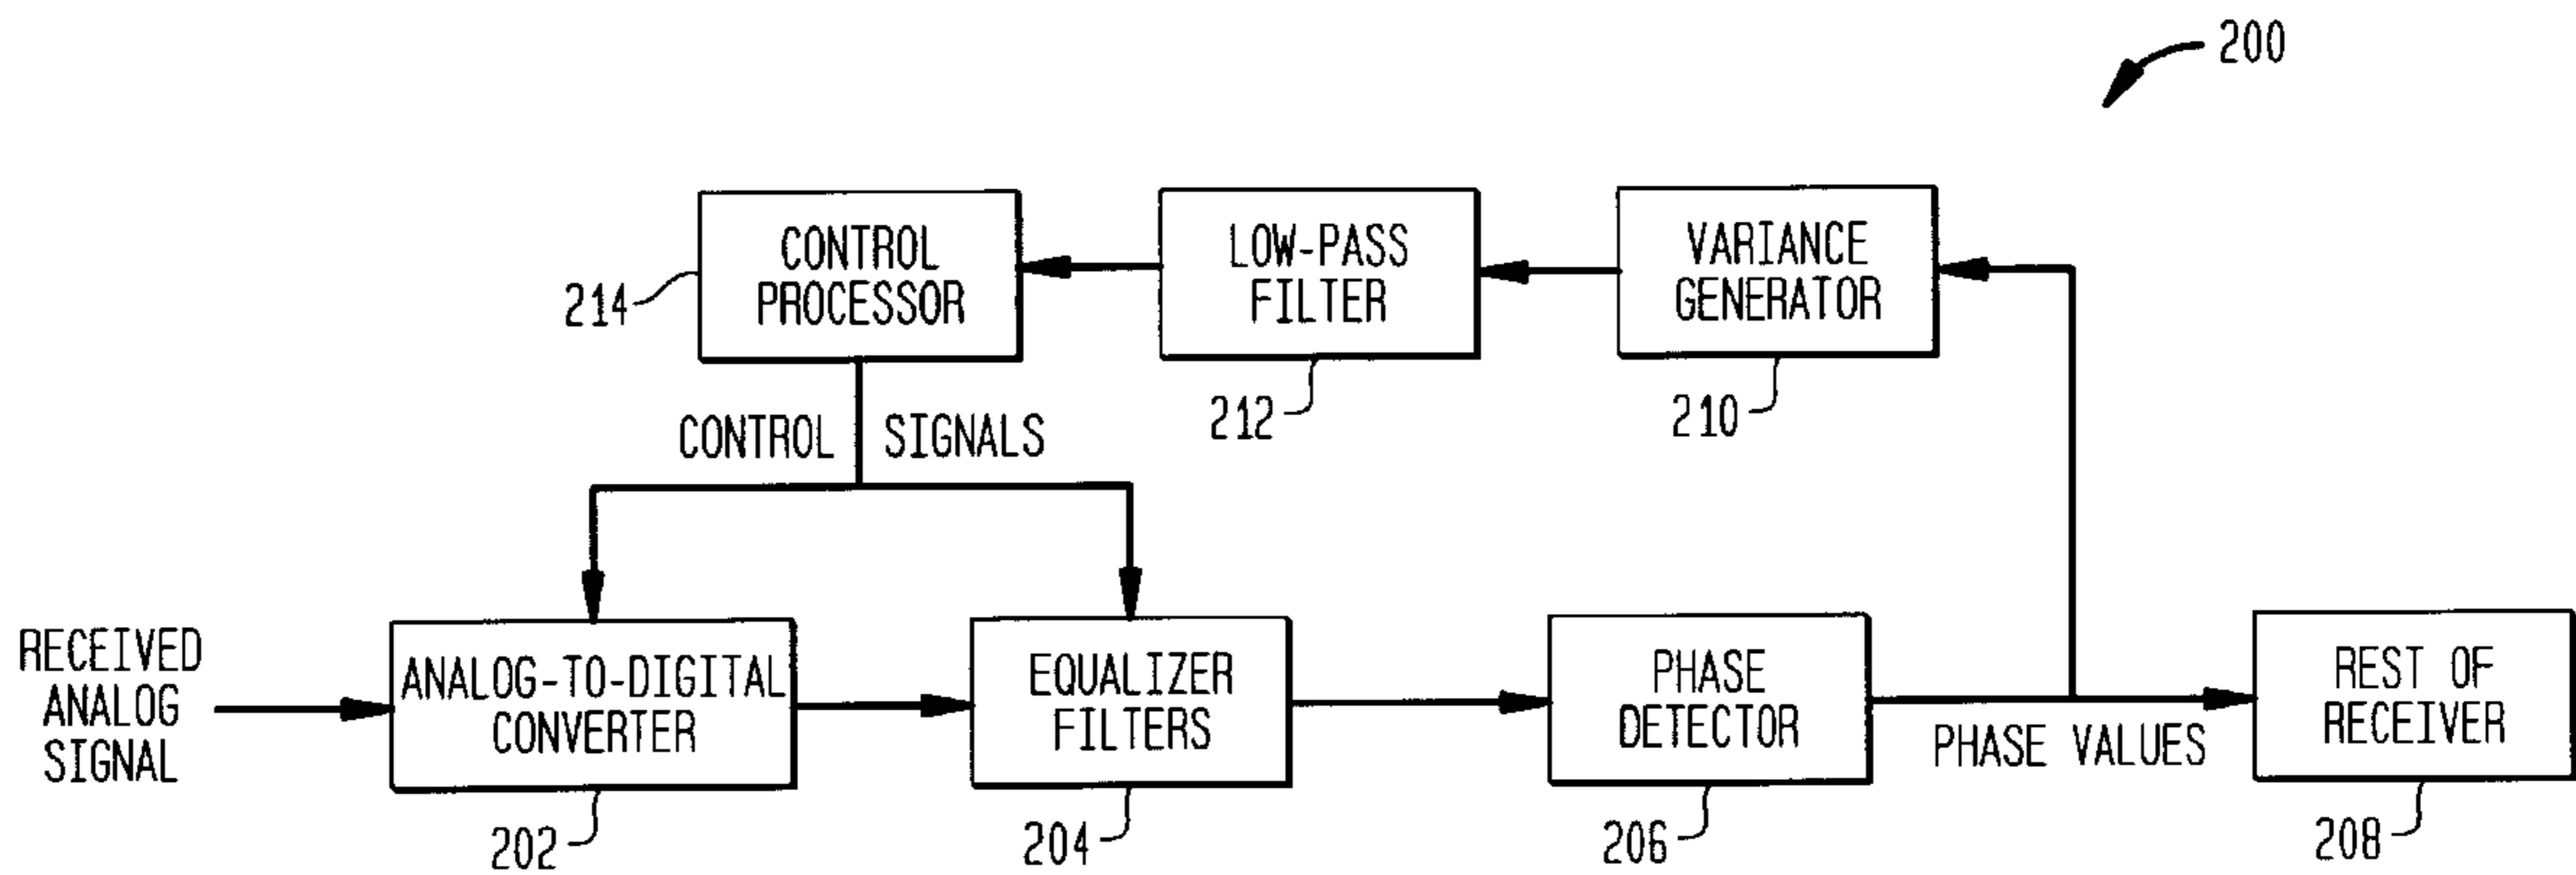 200
CONTROL
PROCESSOR
214
LOW-PASS
FILTER
212
VARIANCE
GENERATOR
210
CONTROL SIGNALS
RECEIVED
ANALOG
SIGNAL
ANALOG-TO-DIGITAL
CONVERTER
202
EQUALIZER
FILTERS
204
PHASE
DETECTOR
206
PHASE VALUES
REST OF
RECEIVER
208